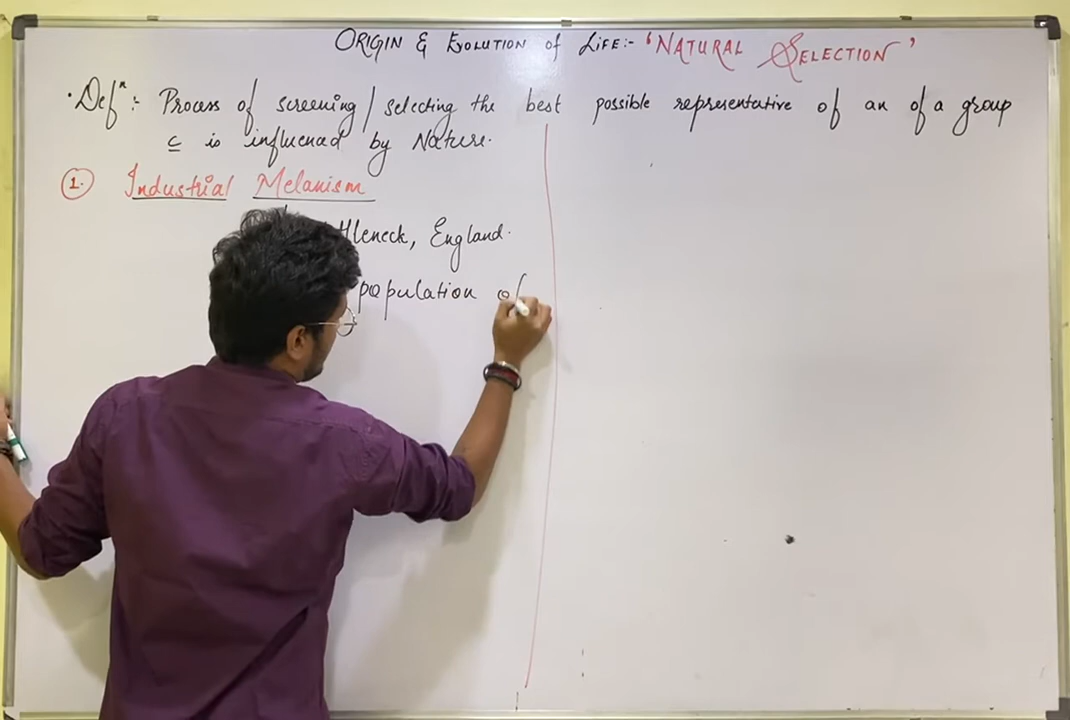 ORIGIN & EVOLUTION of LIFE:- 'NATURAL SELECTION'
• Defⁿ:- Process of screening / selecting the best possible representative of an of a group
c̲ is influenced by Nature.
1. Industrial Melanism
England.
population of